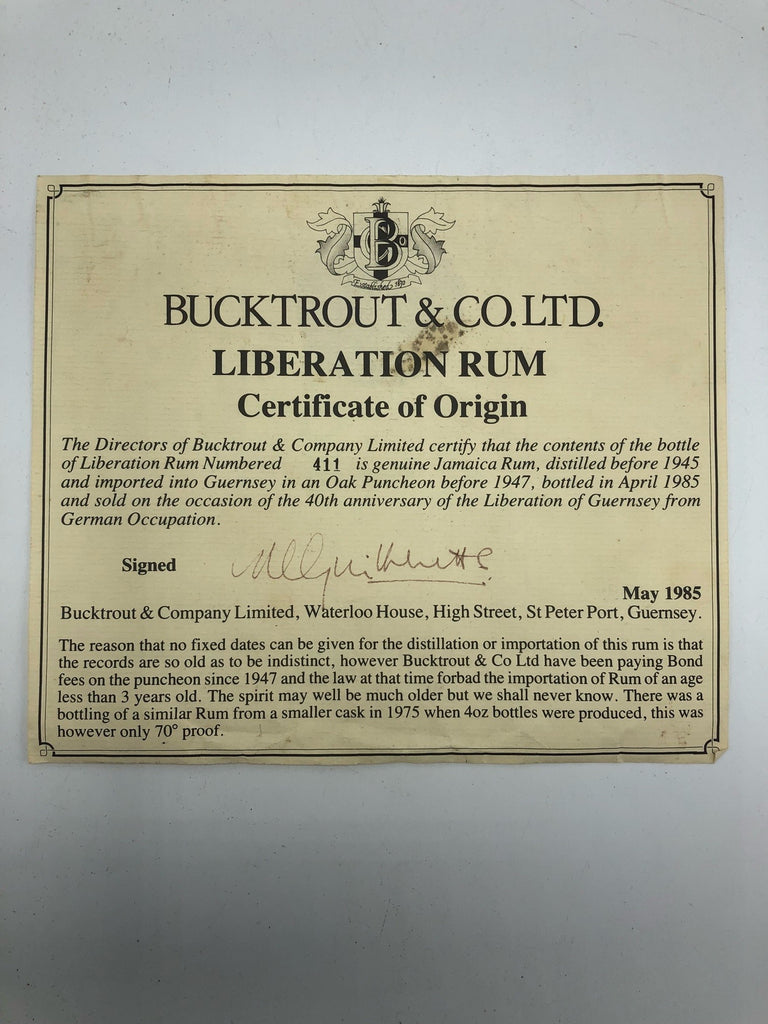 Established 1830
BUCKTROUT & CO. LTD.
LIBERATION RUM
Certificate of Origin
The Directors of Bucktrout & Company Limited certify that the contents of the bottle
of Liberation Rum Numbered 411 is genuine Jamaica Rum, distilled before 1945
and imported into Guernsey in an Oak Puncheon before 1947, bottled in April 1985
and sold on the occasion of the 40th anniversary of the Liberation of Guernsey from
German Occupation.
Signed
May 1985
Bucktrout & Company Limited, Waterloo House, High Street, St Peter Port, Guernsey.
The reason that no fixed dates can be given for the distillation or importation of this rum is that
the records are so old as to be indistinct, however Bucktrout & Co Ltd have been paying Bond
fees on the puncheon since 1947 and the law at that time forbad the importation of Rum of an age
less than 3 years old. The spirit may well be much older but we shall never know. There was a
bottling of a similar Rum from a smaller cask in 1975 when 4oz bottles were produced, this was
however only 70° proof.